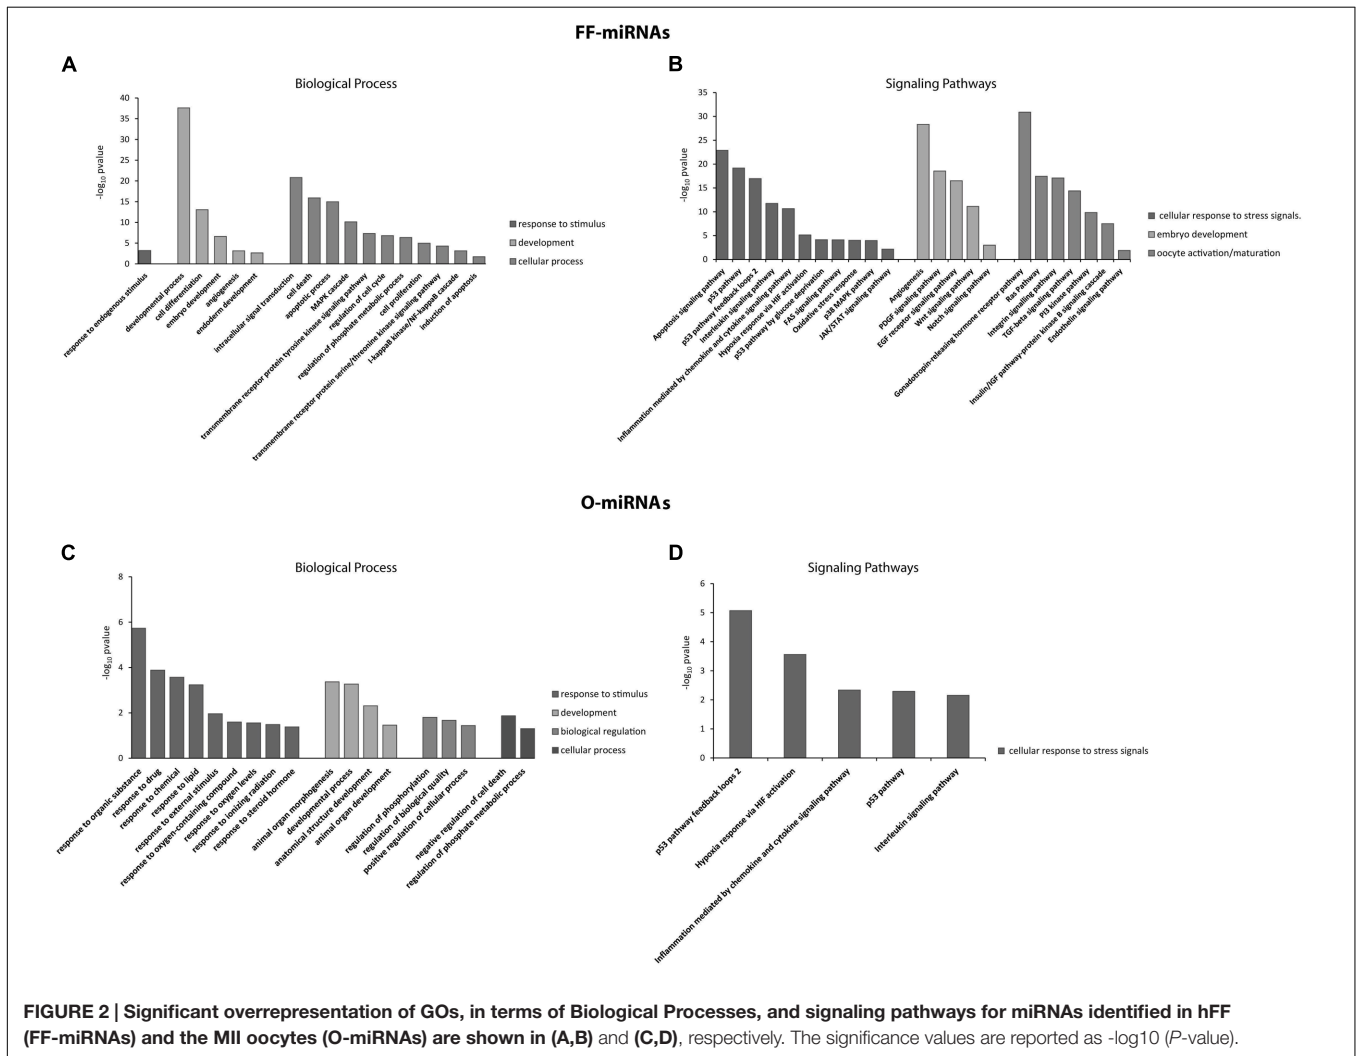 FF-miRNAs
A
Biological Process
-log10 pvalue
40
35
30
25
20
15
10
5
0
response to endogenous stimulus
developmental process
cell differentiation
embryo development
angiogenesis
endoderm development
intracellular signal transduction
cell death
apoptotic process
MAPK cascade
transmembrane receptor protein tyrosine kinase signaling pathway
regulation of cell cycle
regulation of phosphate metabolic process
cell proliferation
transmembrane receptor protein serine/threonine kinase signaling pathway
I-kappaB kinase/NF-kappaB cascade
induction of apoptosis
response to stimulus
development
cellular process
B
Signaling Pathways
-log10 pvalue
35
30
25
20
15
10
5
0
Apoptosis signaling pathway
p53 pathway
p53 pathway feedback loops 2
Interleukin signaling pathway
Inflammation mediated by chemokine and cytokine signaling pathway
Hypoxia response via HIF activation
p53 pathway by glucose deprivation
FAS signaling pathway
Oxidative stress response
p38 MAPK pathway
JAK/STAT signaling pathway
Angiogenesis
PDGF signaling pathway
EGF receptor signaling pathway
Wnt signaling pathway
Notch signaling pathway
Gonadotropin-releasing hormone receptor pathway
Ras Pathway
Integrin signaling pathway
TGF-beta signaling pathway
PI3 kinase pathway
Insulin/IGF pathway-protein kinase B signaling cascade
Endothelin signaling pathway
cellular response to stress signals.
embryo development
oocyte activation/maturation
O-miRNAs
C
Biological Process
-log10 pvalue
8
6
4
2
0
response to organic substance
response to drug
response to chemical
response to lipid
response to external stimulus
response to oxygen-containing compound
response to oxygen levels
response to ionizing radiation
response to steroid hormone
animal organ morphogenesis
developmental process
anatomical structure development
animal organ development
regulation of phosphorylation
regulation of biological quality
positive regulation of cellular process
negative regulation of cell death
regulation of phosphate metabolic process
response to stimulus
development
biological regulation
cellular process
D
Signaling Pathways
-log10 pvalue
6
5
4
3
2
1
0
p53 pathway feedback loops 2
Hypoxia response via HIF activation
Inflammation mediated by chemokine and cytokine signaling pathway
p53 pathway
Interleukin signaling pathway
cellular response to stress signals
FIGURE 2 | Significant overrepresentation of GOs, in terms of Biological Processes, and signaling pathways for miRNAs identified in hFF
(FF-miRNAs) and the MII oocytes (O-miRNAs) are shown in (A,B) and (C,D), respectively. The significance values are reported as -log10 (P-value).